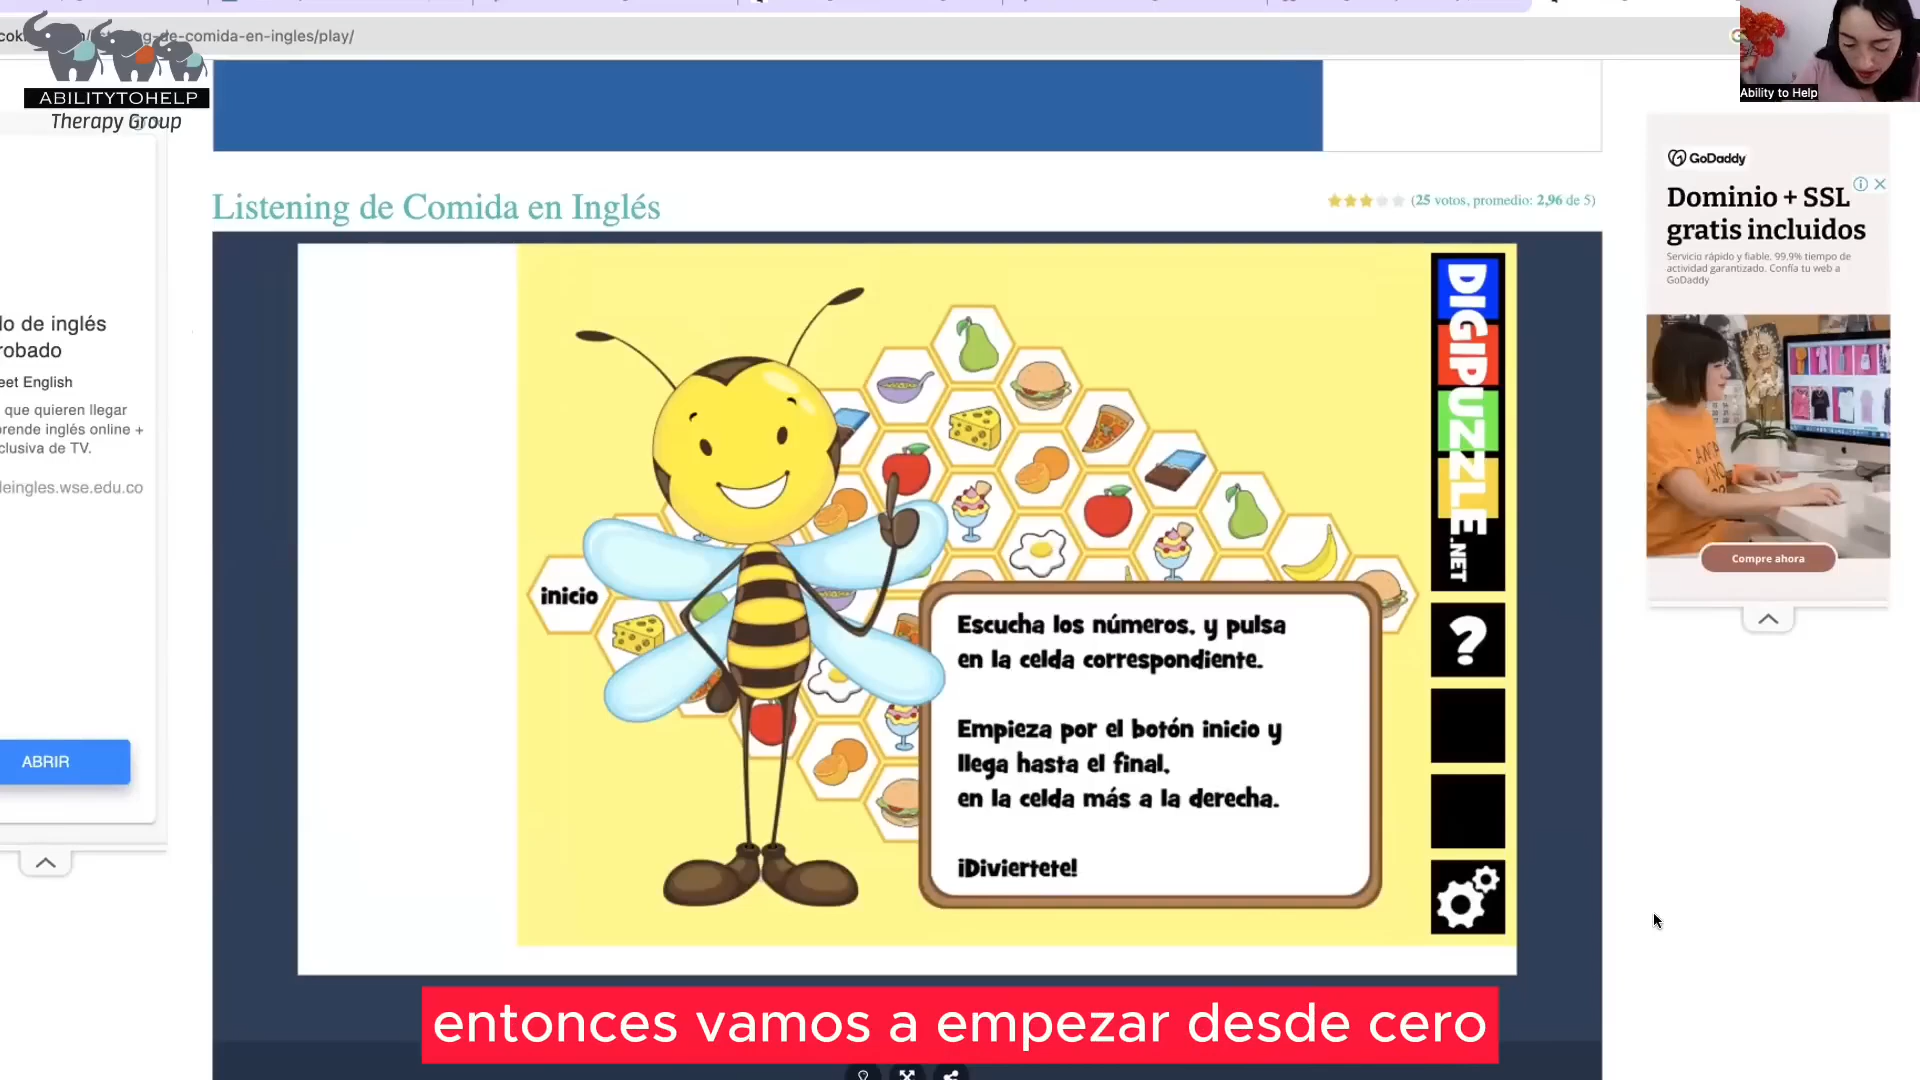 -de-comida-en-ingles/play/
ABILITYTOHELP
Therapy Group
Ability to Help
Listening de Comida en Inglés
(25 votos, promedio: 2,96 de 5)
lo de inglés
robado
eet English
que quieren llegar
rende inglés online +
clusiva de TV.
leingles.wse.edu.co
ABRIR
inicio
Escucha los números, y pulsa
en la celda correspondiente.
Empieza por el botón inicio y
llega hasta el final,
en la celda más a la derecha.
¡Diviertete!
DIGIPUZZLE.NET
?
GoDaddy
Dominio + SSL
gratis incluidos
Servicio rápido y fiable. 99.9% tiempo de
actividad garantizado. Confía tu web a
GoDaddy
Compre ahora
entonces vamos a empezar desde cero